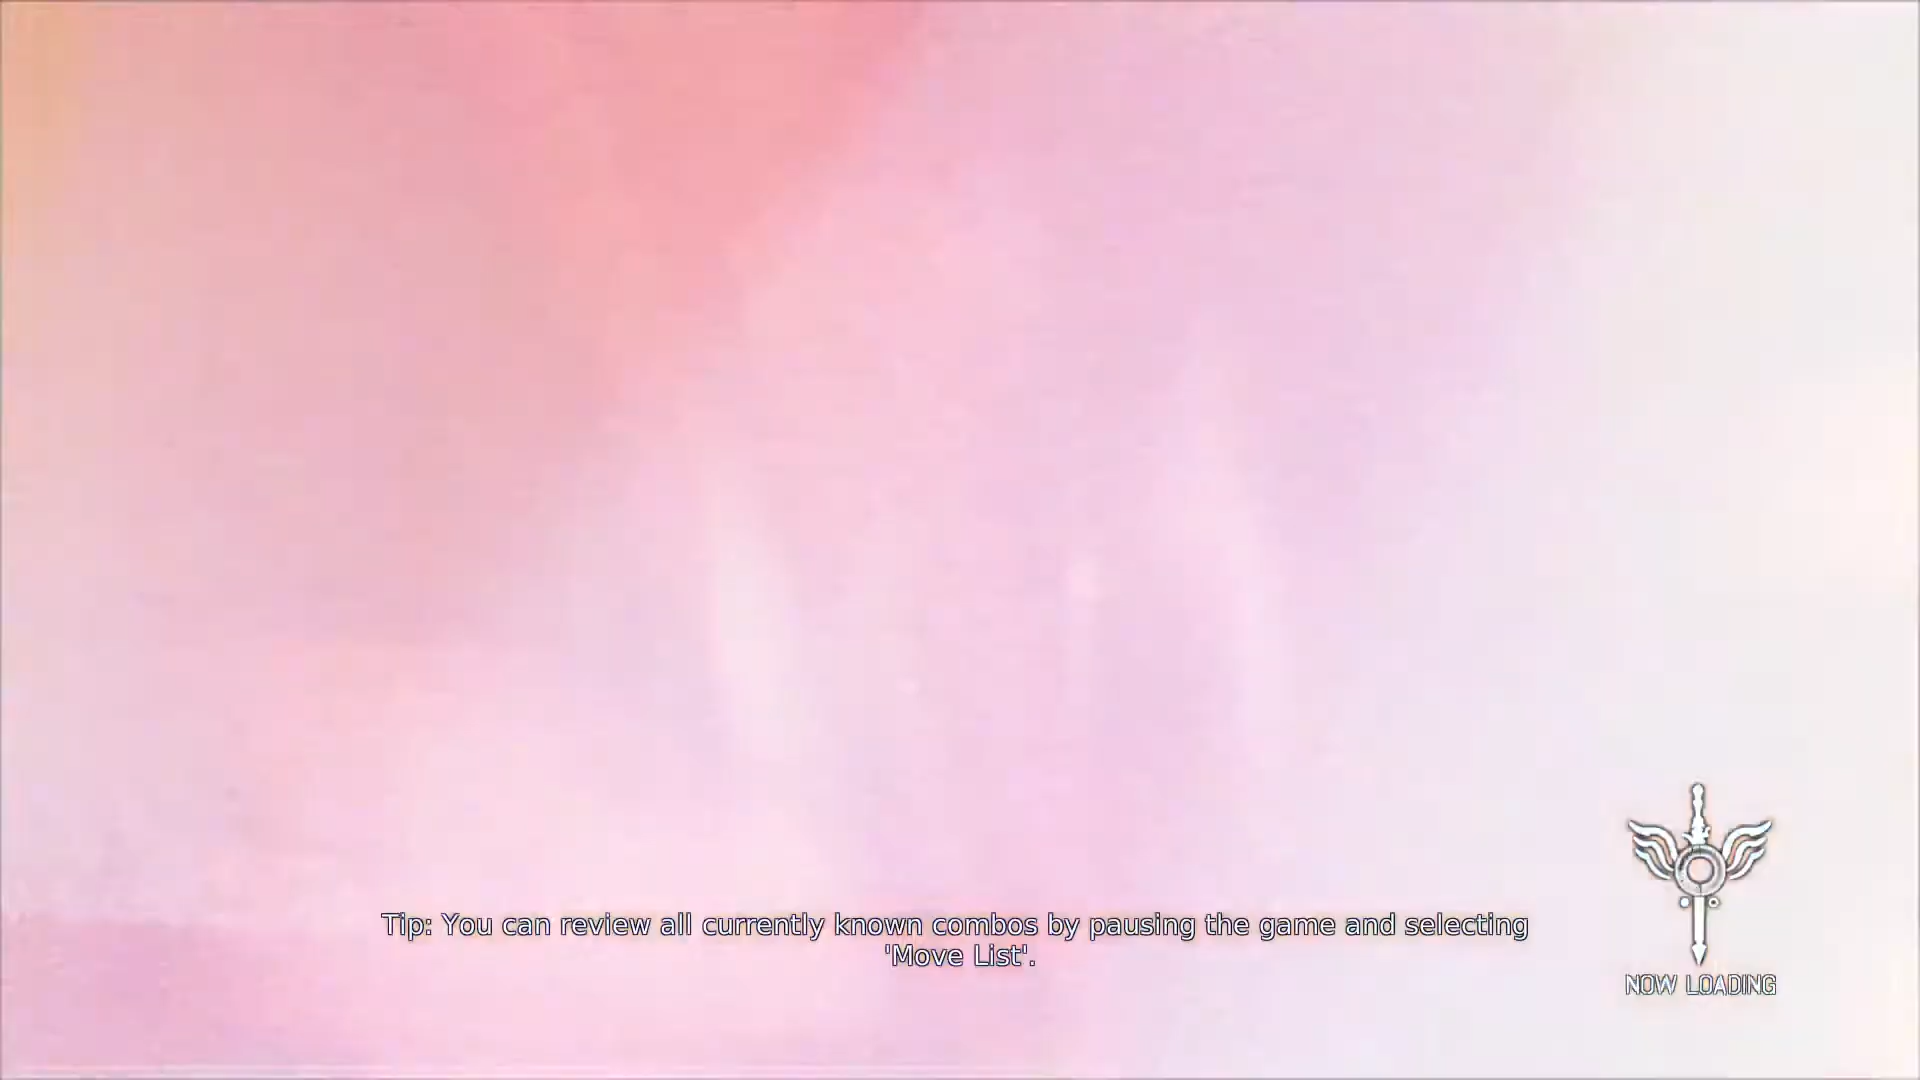 Tip: You can review all currently known combos by pausing the game and selecting
'Move List'.
NOW LOADING